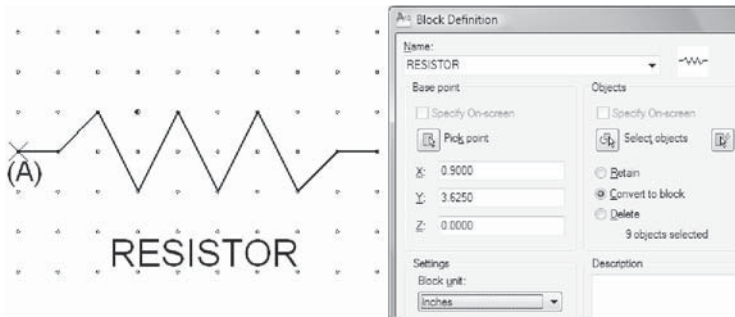 (A)
RESISTOR
Block Definition
Name:
RESISTOR
Base point
Specify On-screen
Pick point
X: 0.9000
Y: 3.6250
Z: 0.0000
Objects
Specify On-screen
Select objects
Retain
Convert to block
Delete
9 objects selected
Settings
Block unit:
Inches
Description